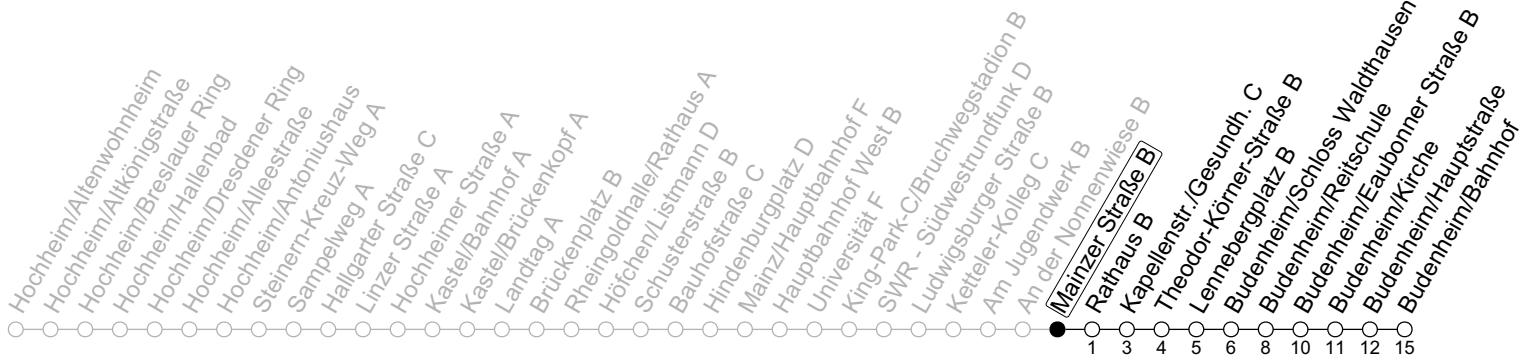 Hochheim/Altenwohnheim
Hochheim/Altkönigstraße
Hochheim/Breslauer Ring
Hochheim/Hallenbad
Hochheim/Dresdener Ring
Hochheim/Alleestraße
Hochheim/Antoniushaus
Steinern-Kreuz-Weg A
Sampelweg A
Hallgarter Straße C
Linzer Straße A
Hochheimer Straße A
Kastel/Bahnhof A
Kastel/Brückenkopf A
Landtag A
Brückenplatz B
Rheingoldhalle/Rathaus A
Höfchen/Listmann D
Schusterstraße B
Bauhofstraße C
Hindenburgplatz D
Mainz/Hauptbahnhof F
Hauptbahnhof West B
Universität F
King-Park-C/Bruchwegstadion B
SWR - Südwestrundfunk D
Ludwigsburger Straße B
Ketteler-Kolleg C
Am Jugendwerk B
An der Nonnenwiese B
Mainzer Straße B
Rathaus B
Kapellenstr./Gesundh. C
Theodor-Körner-Straße B
Lennebergplatz B
Budenheim/Schloss Waldthausen
Budenheim/Reitschule
Budenheim/Eaubonner Straße B
Budenheim/Kirche
Budenheim/Hauptstraße
Budenheim/Bahnhof
1 3 4 5 6 8 10 11 12 15